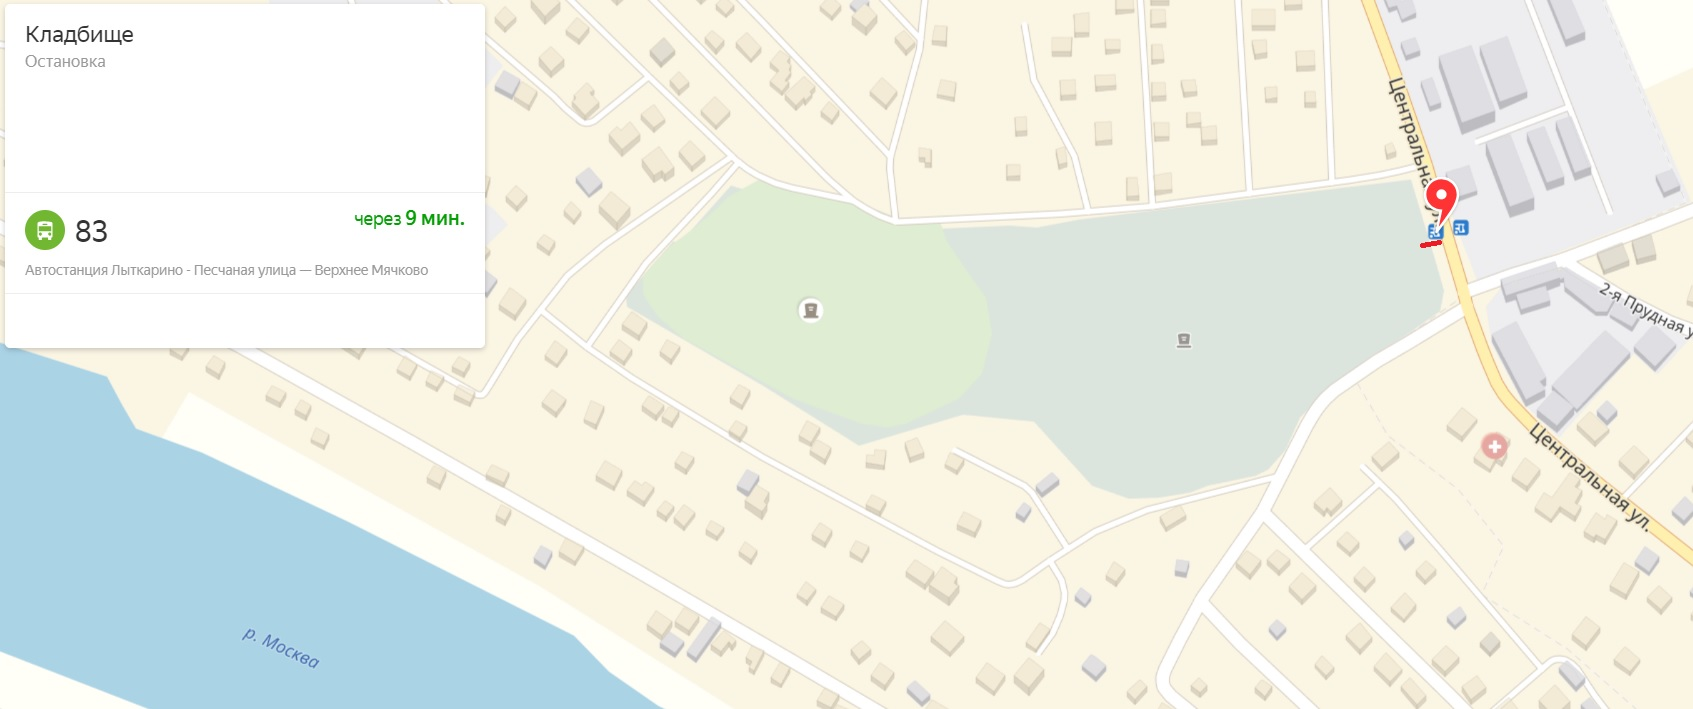 Кладбище
Остановка
83
через 9 мин.
Автостанция Лыткарино - Песчаная улица — Верхнее Мячково
Центральная ул.
2-я Прудная у
Центральная ул.
р. Москва